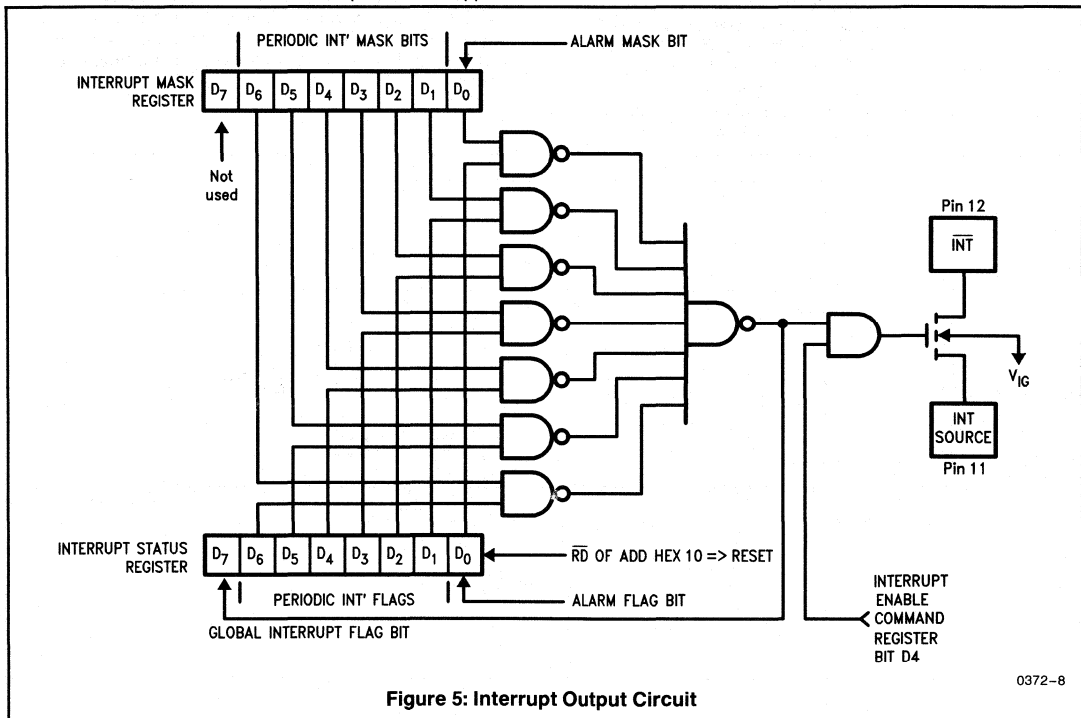 PERIODIC INT' MASK BITS
ALARM MASK BIT
INTERRUPT MASK
REGISTER
D7 D6 D5 D4 D3 D2 D1 D0
Not
used
Pin 12
INT
VIG
INT
SOURCE
Pin 11
INTERRUPT STATUS
REGISTER
D7 D6 D5 D4 D3 D2 D1 D0
RD OF ADD HEX 10 => RESET
PERIODIC INT' FLAGS
ALARM FLAG BIT
GLOBAL INTERRUPT FLAG BIT
INTERRUPT
ENABLE
COMMAND
REGISTER
BIT D4
0372-8
Figure 5: Interrupt Output Circuit